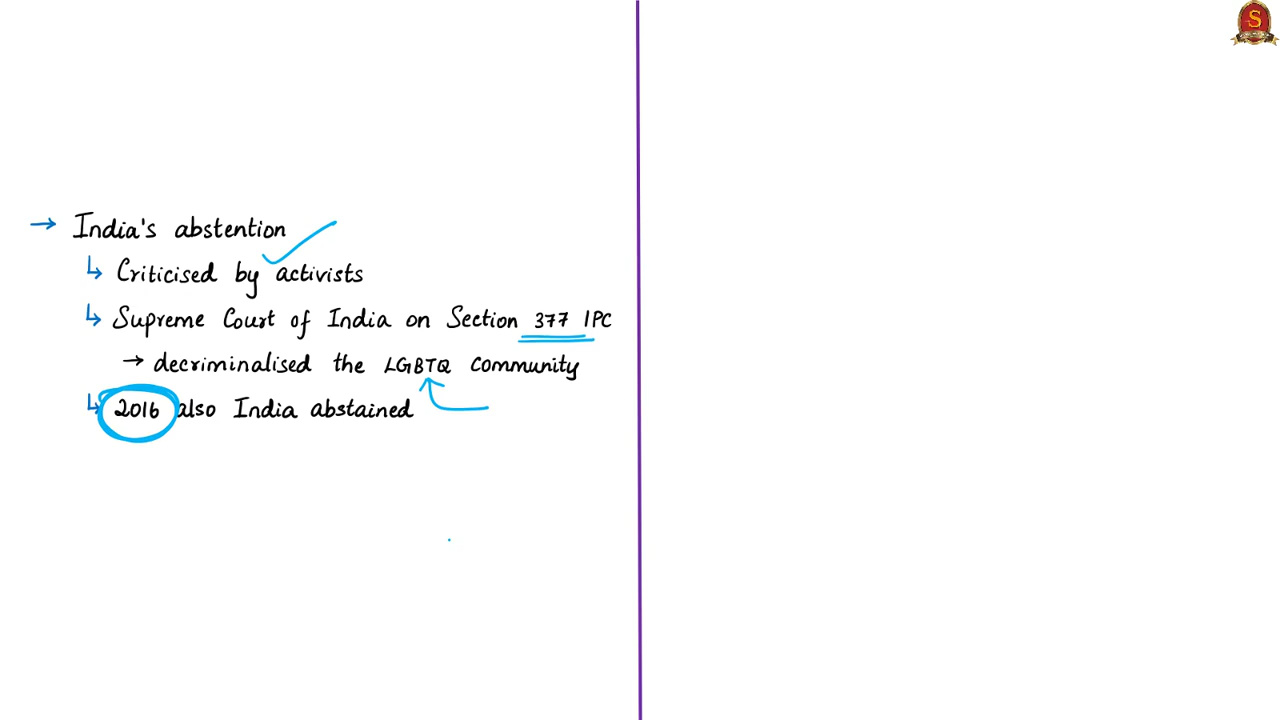 → India's abstention
↳ Criticised by activists
↳ Supreme Court of India on Section 377 IPC
→ decriminalised the LGBTQ community
↳ 2016 also India abstained
S